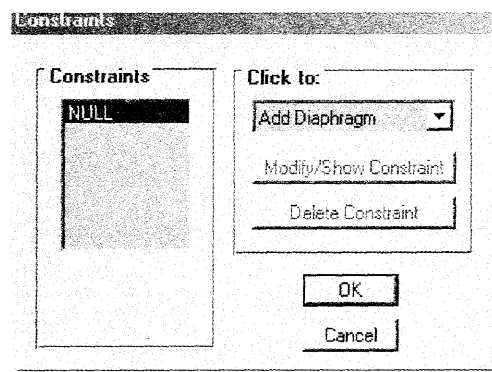 Constraints
Constraints
NULL
Click to:
Add Diaphragm
Modify/Show Constraint
Delete Constraint
OK
Cancel